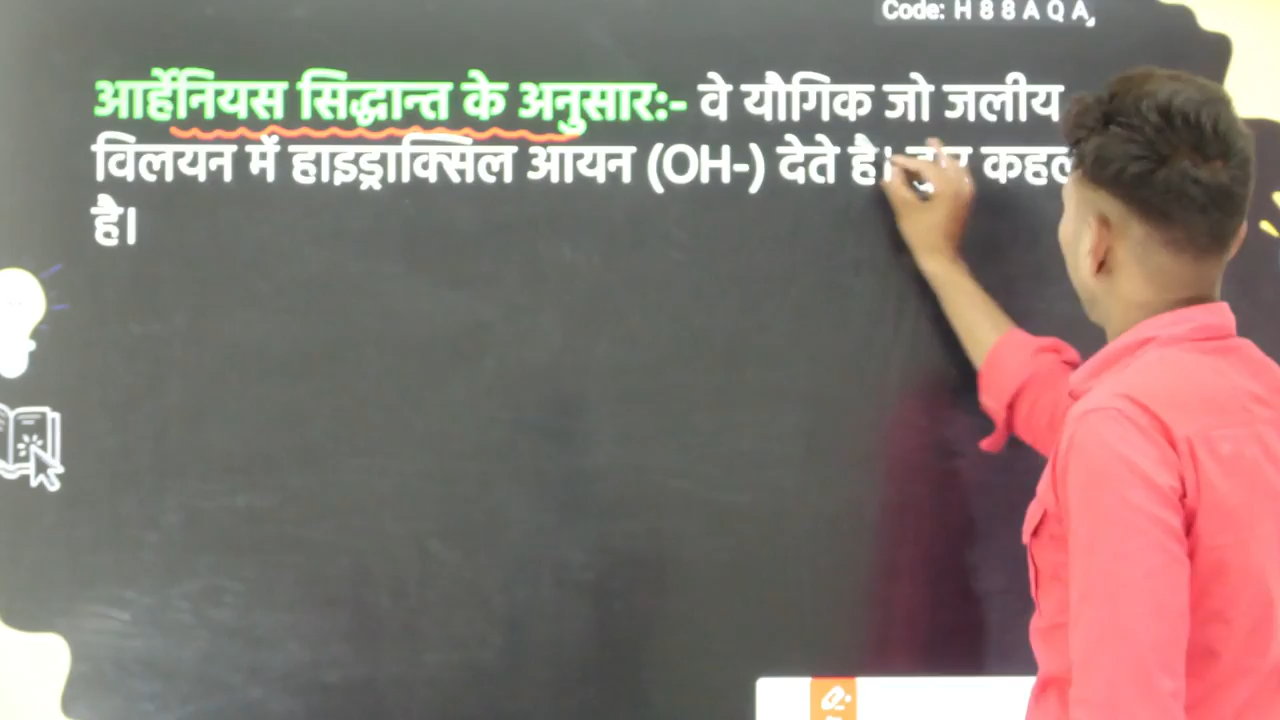 Code: H 8 8 A Q A,
आर्हेनियस सिद्धान्त के अनुसार:- वे यौगिक जो जलीय
विलयन में हाइड्राक्सिल आयन (OH-) देते है।
है।